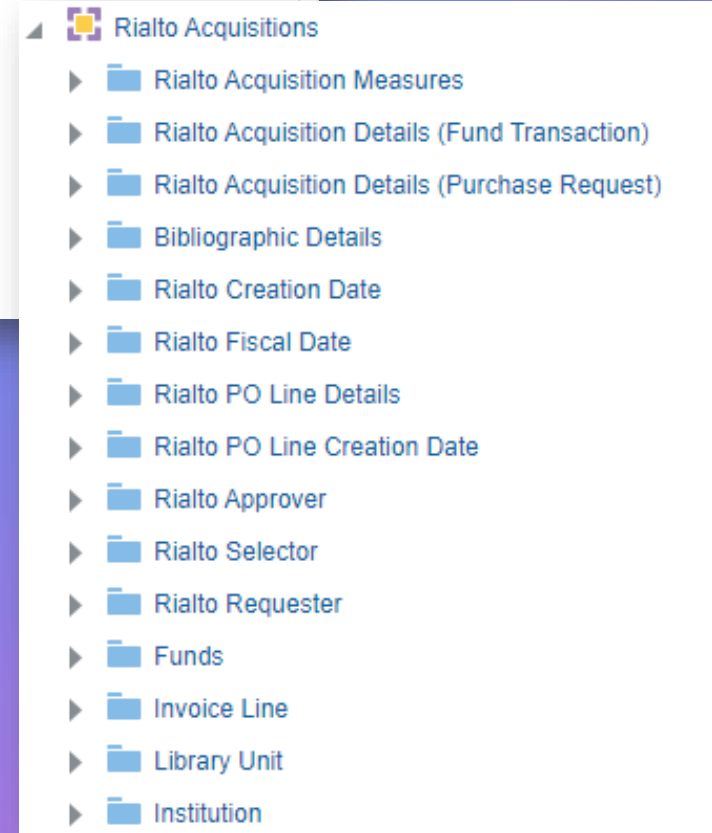 Rialto Acquisitions
Rialto Acquisition Measures
Rialto Acquisition Details (Fund Transaction)
Rialto Acquisition Details (Purchase Request)
Bibliographic Details
Rialto Creation Date
Rialto Fiscal Date
Rialto PO Line Details
Rialto PO Line Creation Date
Rialto Approver
Rialto Selector
Rialto Requester
Funds
Invoice Line
Library Unit
Institution